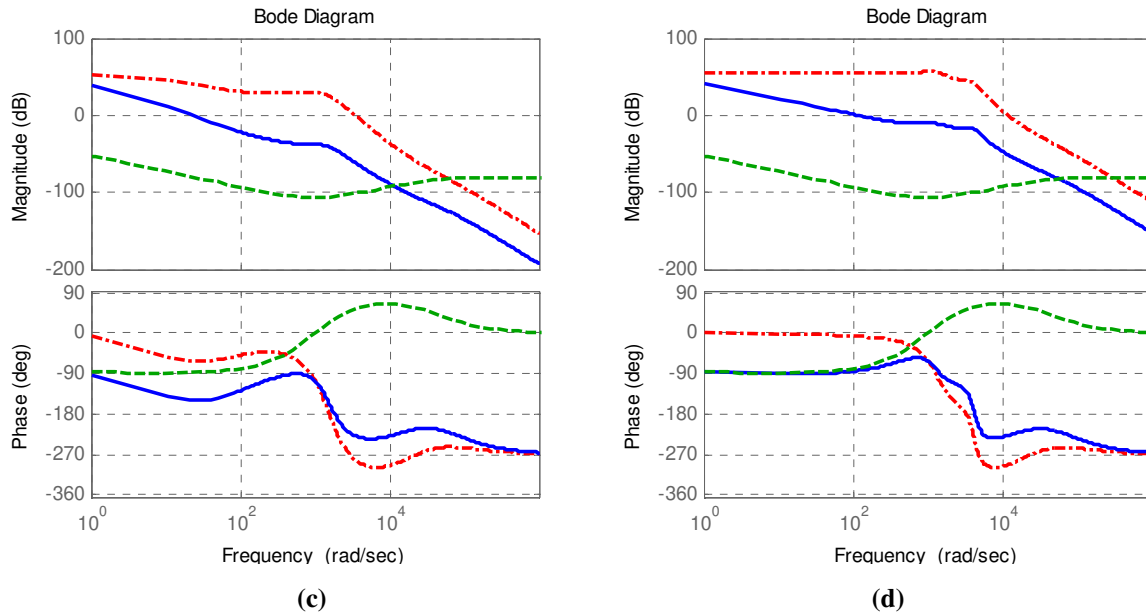 Bode Diagram
100
0
-100
-200
Magnitude (dB)
90
0
-90
-180
-270
-360
Phase (deg)
10^0
10^2
10^4
Frequency (rad/sec)
(c)
Bode Diagram
100
0
-100
-200
Magnitude (dB)
90
0
-90
-180
-270
-360
Phase (deg)
10^0
10^2
10^4
Frequency (rad/sec)
(d)